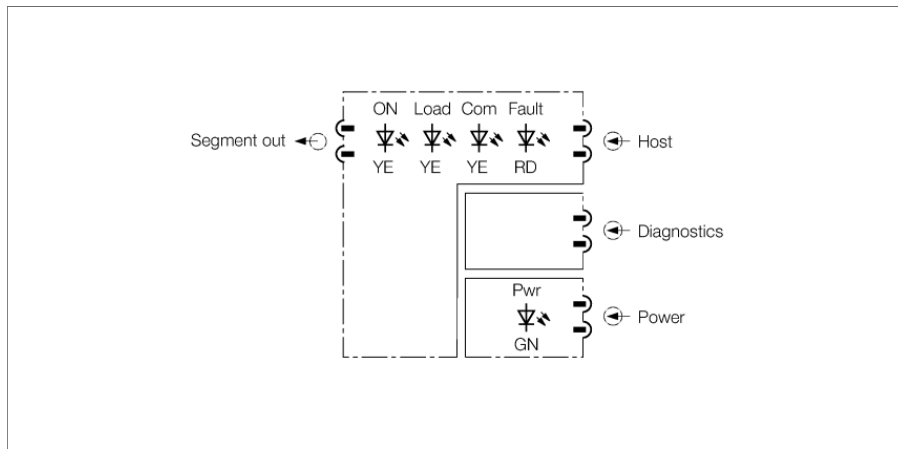 ON Load Com Fault
Segment out
Host
YE YE YE RD
Diagnostics
Pwr
Power
GN